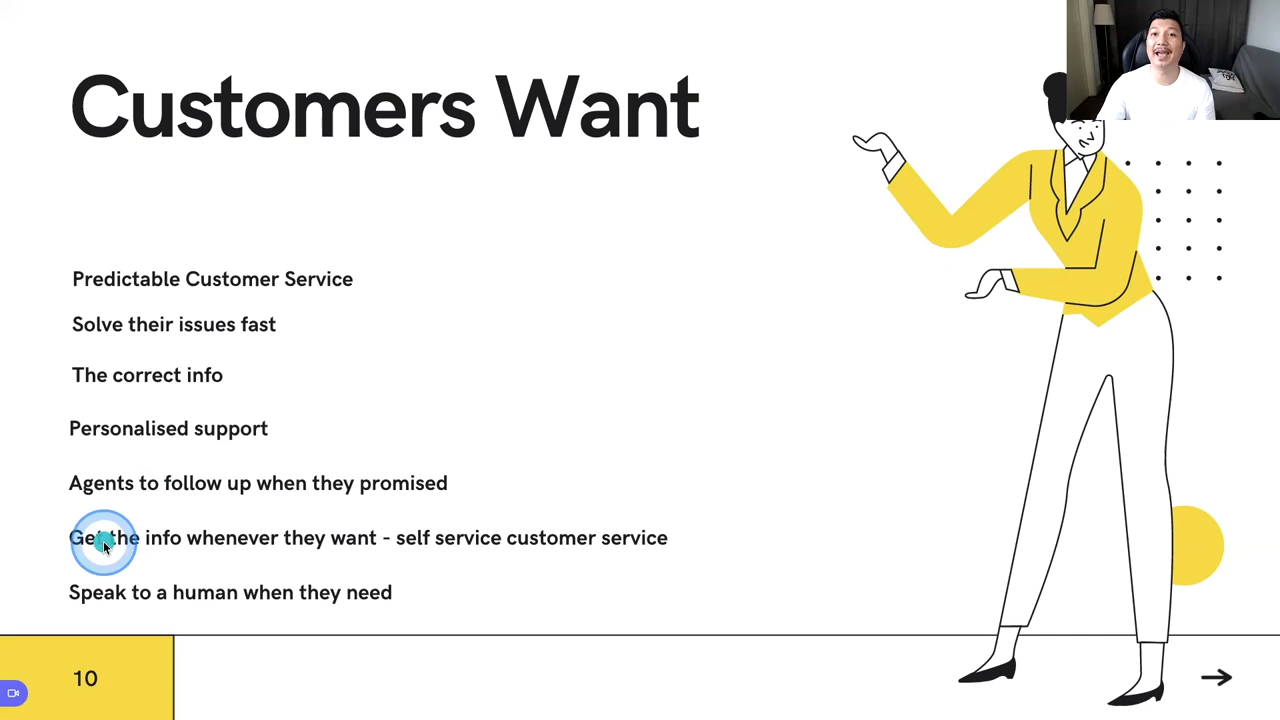 Customers Want
Predictable Customer Service
Solve their issues fast
The correct info
Personalised support
Agents to follow up when they promised
Get the info whenever they want - self service customer service
Speak to a human when they need
10